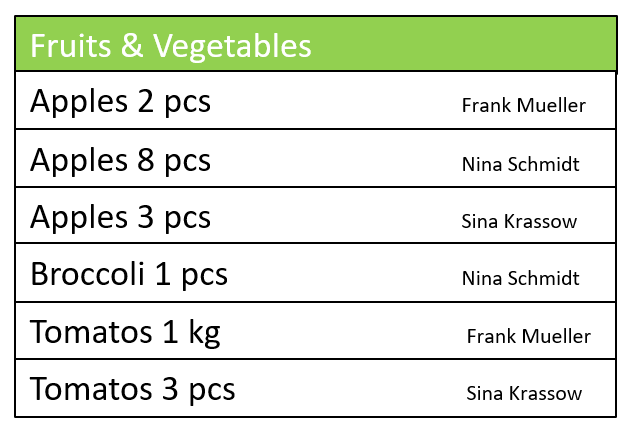 Fruits & Vegetables
Apples 2 pcs Frank Mueller
Apples 8 pcs Nina Schmidt
Apples 3 pcs Sina Krassow
Broccoli 1 pcs Nina Schmidt
Tomatos 1 kg Frank Mueller
Tomatos 3 pcs Sina Krassow